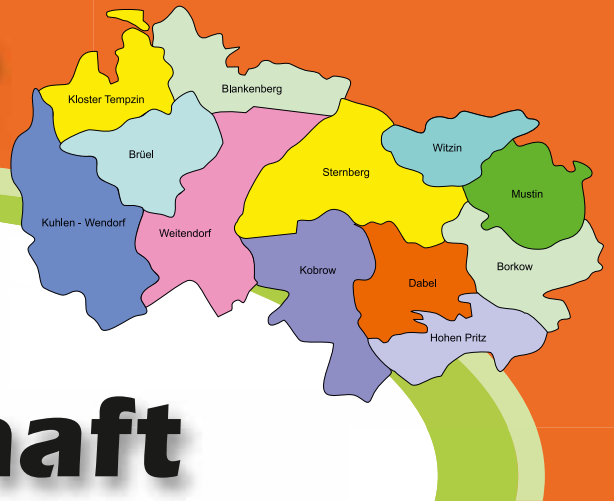 Blankenberg
Kloster Tempzin
Witzin
Brüel
Sternberg
Mustin
Kuhlen - Wendorf
Weitendorf
Borkow
Kobrow
Dabel
Hohen Pritz
haft